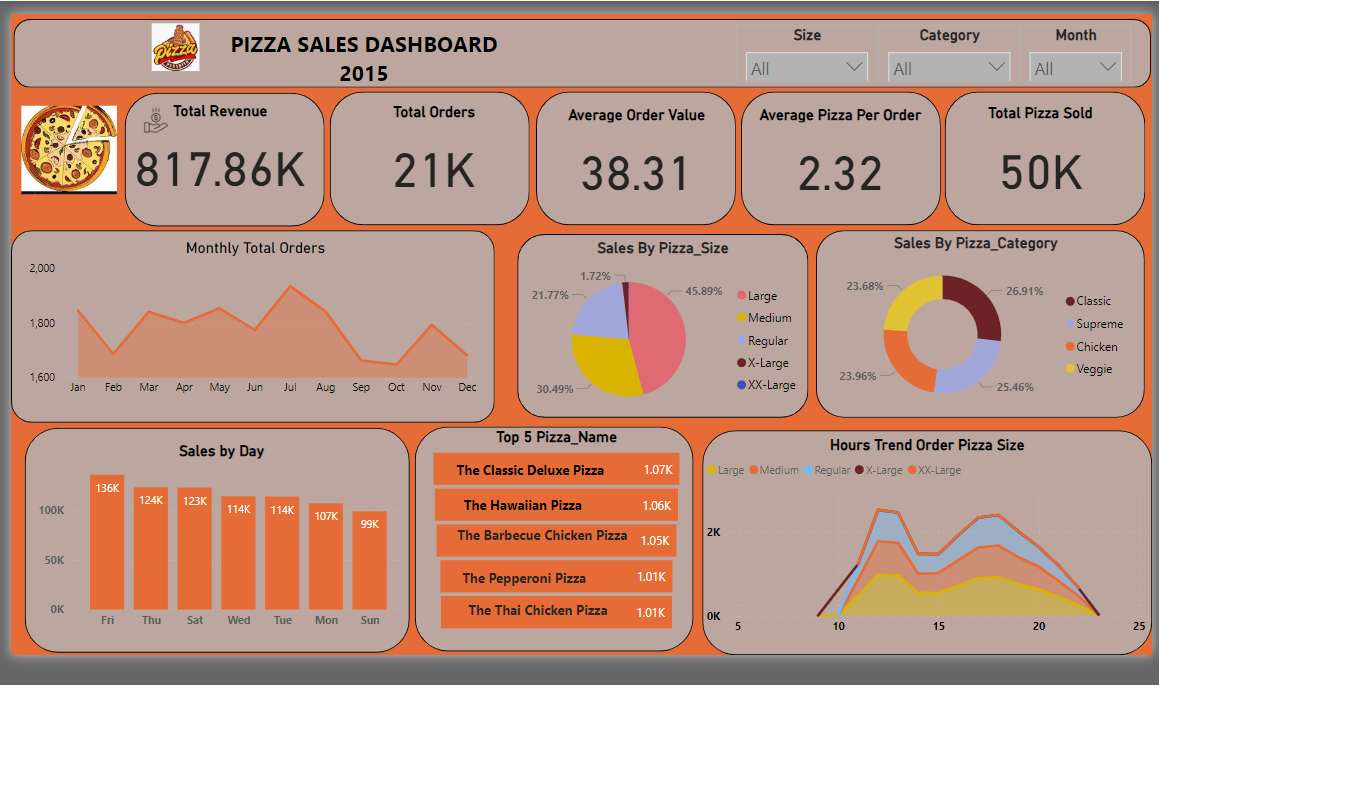 Pizza
PIZZA SALES DASHBOARD
2015
Size
Category
Month
All
All
All
Total Revenue
817.86K
Total Orders
21K
Average Order Value
38.31
Average Pizza Per Order
2.32
Total Pizza Sold
50K
Monthly Total Orders
2,000
1,800
1,600
Jan Feb Mar Apr May Jun Jul Aug Sep Oct Nov Dec
Sales By Pizza_Size
1.72%
21.77%
45.89%
30.49%
Large
Medium
Regular
X-Large
XX-Large
Sales By Pizza_Category
23.68%
26.91%
23.96%
25.46%
Classic
Supreme
Chicken
Veggie
Sales by Day
100K
50K
0K
136K 124K 123K 114K 114K 107K 99K
Fri Thu Sat Wed Tue Mon Sun
Top 5 Pizza_Name
The Classic Deluxe Pizza 1.07K
The Hawaiian Pizza 1.06K
The Barbecue Chicken Pizza 1.05K
The Pepperoni Pizza 1.01K
The Thai Chicken Pizza 1.01K
Hours Trend Order Pizza Size
Large Medium Regular X-Large XX-Large
2K
0K
5 10 15 20 25